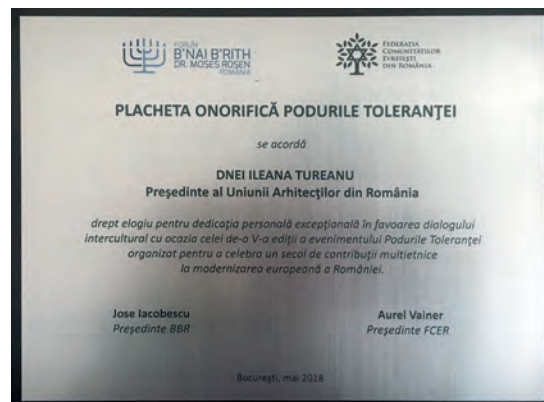 FORUM
B'NAI B'RITH
DR. MOSES ROSEN
ROMÂNIA
FEDERAȚIA
COMUNITĂȚILOR
EVREIEȘTI
DIN ROMÂNIA
PLACHETA ONORIFICĂ PODURILE TOLERANȚEI
se acordă
DNEI ILEANA TUREANU
Președinte al Uniunii Arhitecților din România
drept elogiu pentru dedicația personală excepțională în favoarea dialogului
intercultural cu ocazia celei de-a V-a ediții a evenimentului Podurile Toleranței
organizat pentru a celebra un secol de contribuții multietnice
la modernizarea europeană a României.
Jose Iacobescu
Președinte BBR
Aurel Vainer
Președinte FCER
București, mai 2018